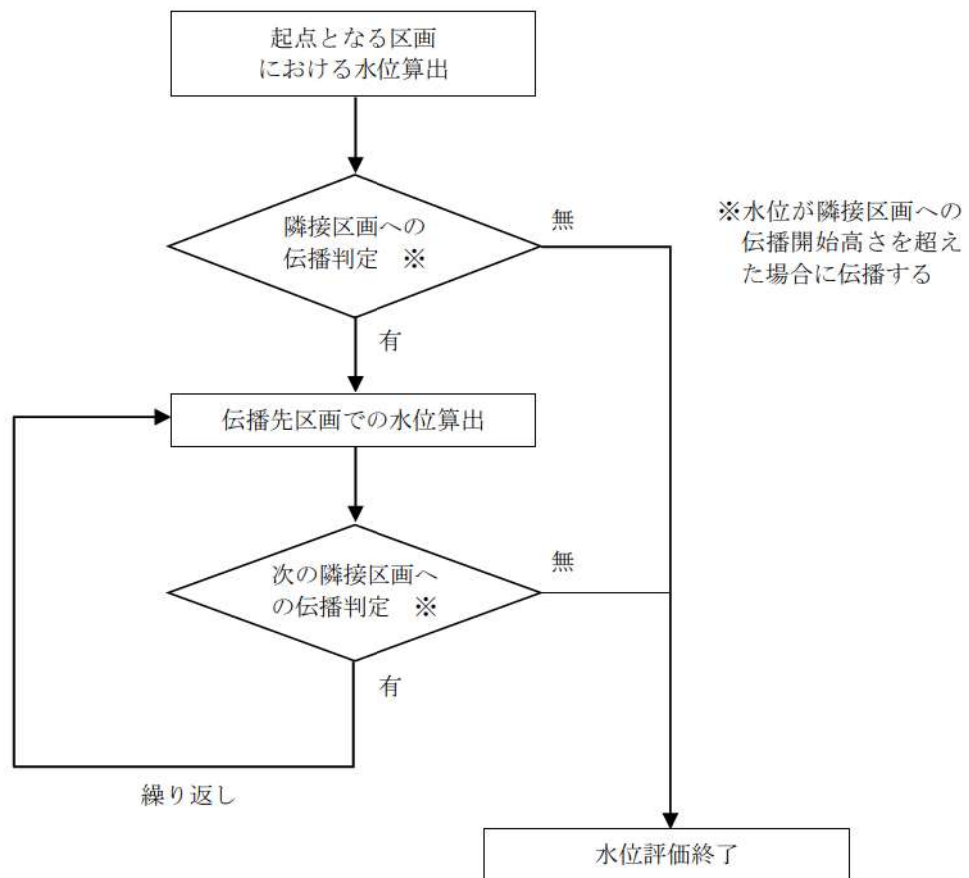 起点となる区画
における水位算出
隣接区画への
伝播判定　※
無
※水位が隣接区画への
伝播開始高さを超え
た場合に伝播する
有
伝播先区画での水位算出
次の隣接区画へ
の伝播判定　※
無
有
繰り返し
水位評価終了